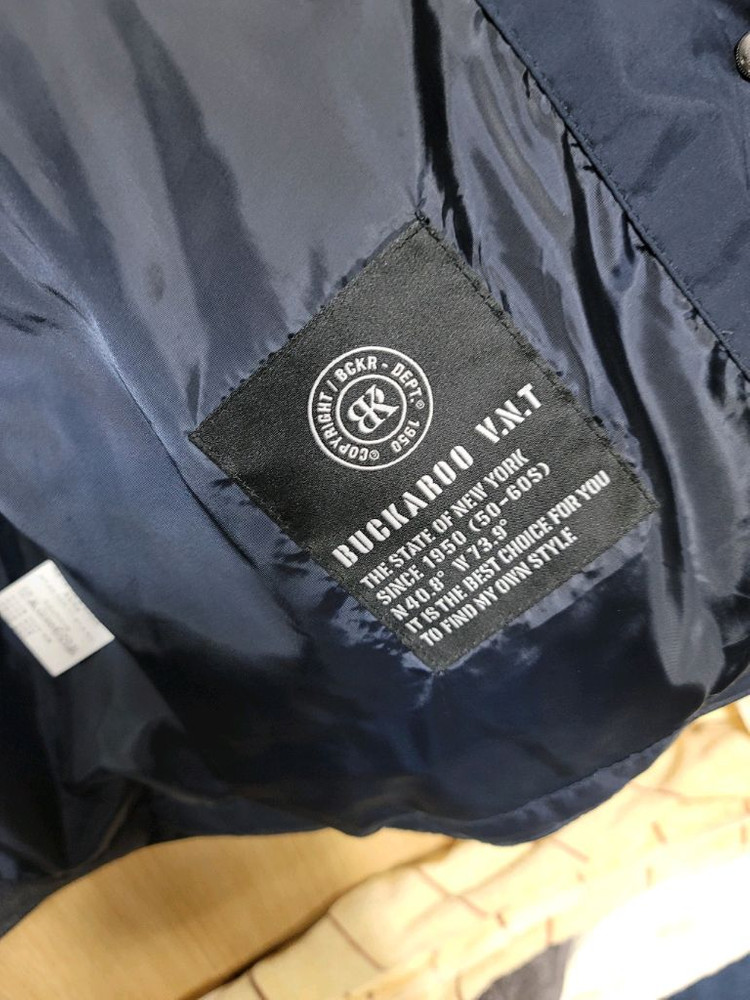 ©COPYRIGHT / BCKR - DEPT.® 1950
BK
BUCKAROO V.N.T
THE STATE OF NEW YORK
SINCE 1950 (50-60S)
N40.8° W73.9°
IT IS THE BEST CHOICE FOR YOU
TO FIND MY OWN STYLE